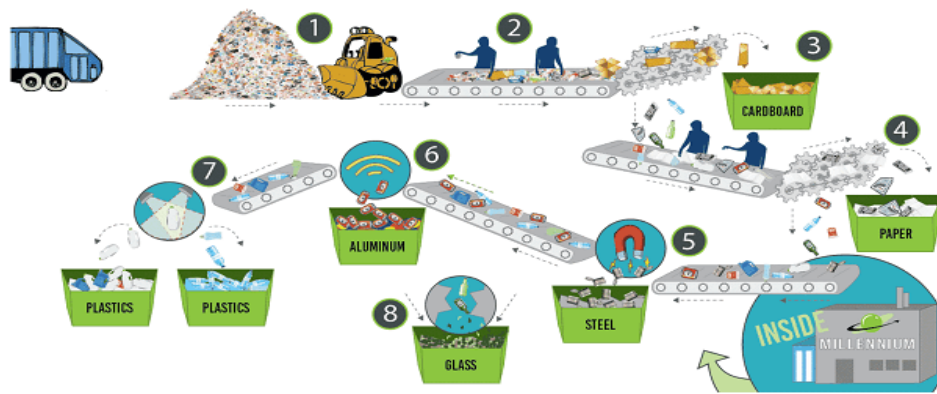 1
2
3
CARDBOARD
4
PAPER
5
STEEL
6
ALUMINUM
7
PLASTICS
PLASTICS
8
GLASS
INSIDE
MILLENNIUM